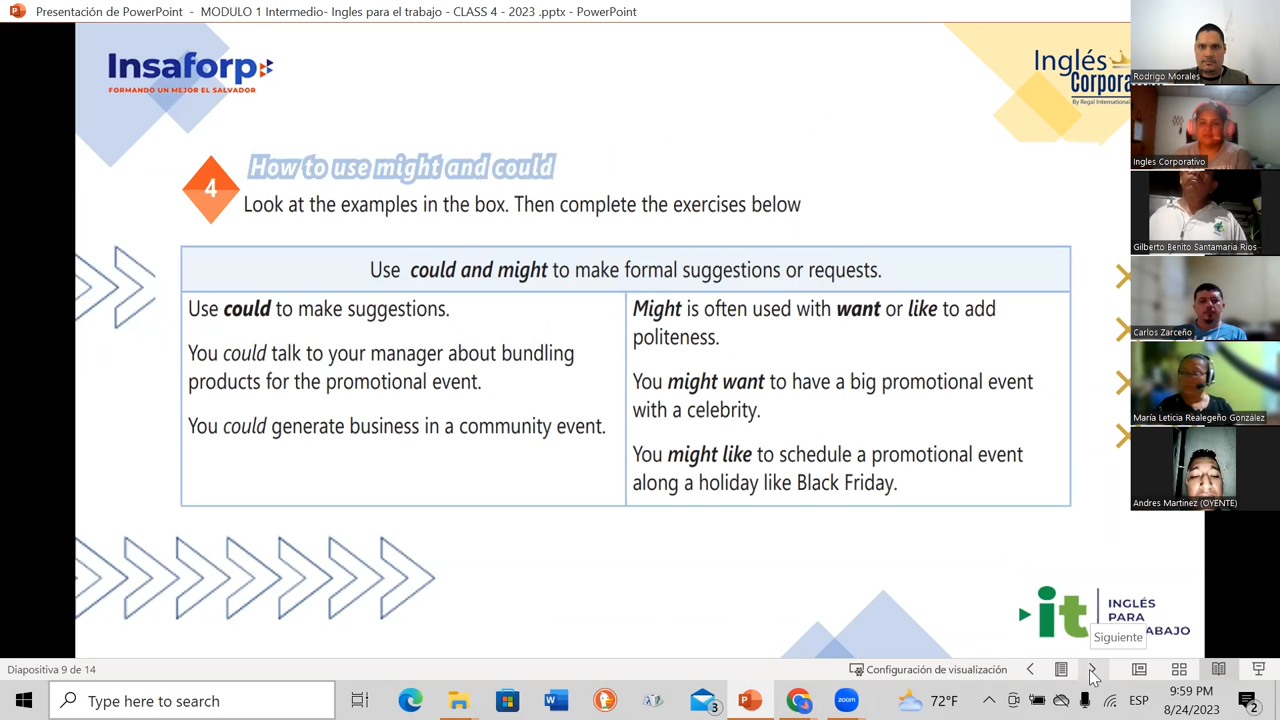 Presentación de PowerPoint - MODULO 1 Intermedio- Ingles para el trabajo - CLASS 4 - 2023 .pptx - PowerPoint
Insaforp
FORMANDO UN MEJOR EL SALVADOR
Inglés
Corpora
By Regal International
4
How to use might and could
Look at the examples in the box. Then complete the exercises below
Use could and might to make formal suggestions or requests.
Use could to make suggestions.
You could talk to your manager about bundling
products for the promotional event.
You could generate business in a community event.
Might is often used with want or like to add
politeness.
You might want to have a big promotional event
with a celebrity.
You might like to schedule a promotional event
along a holiday like Black Friday.
Rodrigo Morales
Ingles Corporativo
Gilberto Benito Santamaria Rios
Carlos Zarceño
María Leticia Realegeño González
Andres Martinez (OYENTE)
it
INGLÉS
PARA
ABAJO
Siguiente
Diapositiva 9 de 14
Configuración de visualización
Type here to search
3
72°F
ESP
9:59 PM
8/24/2023
2